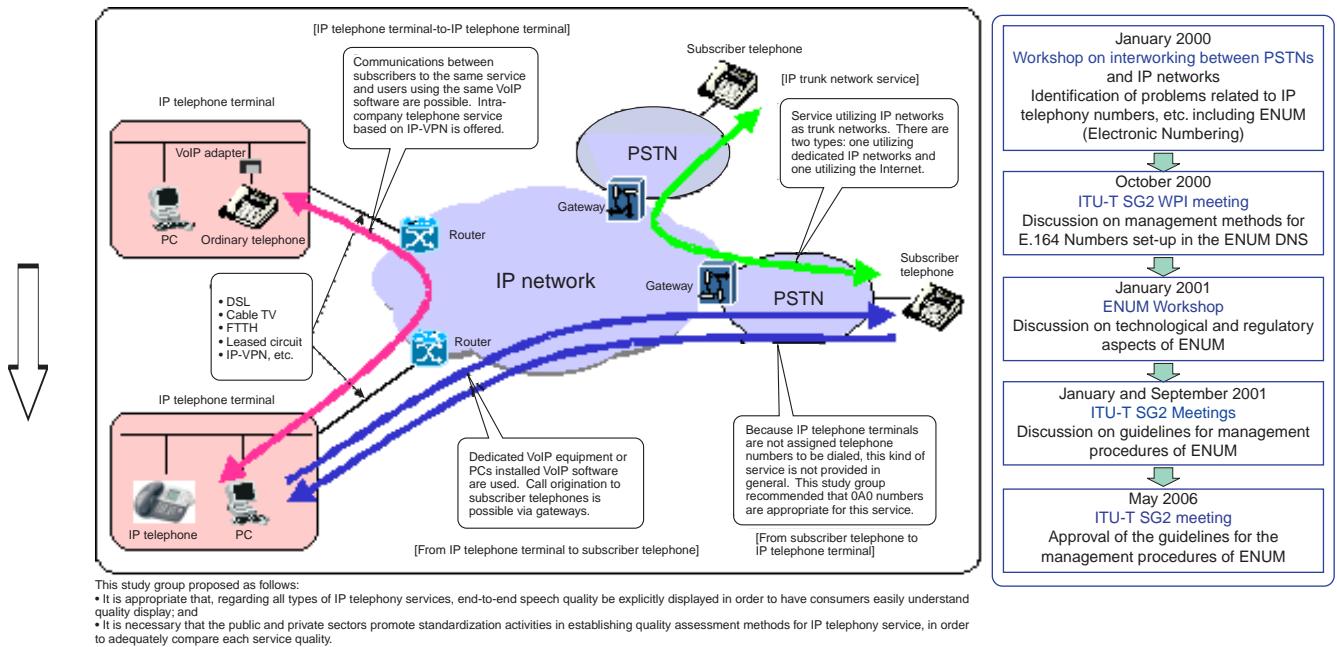 [IP telephone terminal-to-IP telephone terminal]
Communications between
subscribers to the same service
and users using the same VoIP
software are possible. Intra-
company telephone service
based on IP-VPN is offered.
Subscriber telephone
[IP trunk network service]
Service utilizing IP networks
as trunk networks. There are
two types: one utilizing
dedicated IP networks and
one utilizing the Internet.
IP telephone terminal
VoIP adapter
PC
Ordinary telephone
PSTN
Gateway
Router
IP network
Gateway
PSTN
Subscriber
telephone
• DSL
• Cable TV
• FTTH
• Leased circuit
• IP-VPN, etc.
Router
IP telephone terminal
IP telephone
PC
Dedicated VoIP equipment or
PCs installed VoIP software
are used. Call origination to
subscriber telephones is
possible via gateways.
[From IP telephone terminal to subscriber telephone]
Because IP telephone terminals
are not assigned telephone
numbers to be dialed, this kind of
service is not provided in
general. This study group
recommended that 0A0 numbers
are appropriate for this service.
[From subscriber telephone to
IP telephone terminal]
This study group proposed as follows:
• It is appropriate that, regarding all types of IP telephony services, end-to-end speech quality be explicitly displayed in order to have consumers easily understand
quality display; and
• It is necessary that the public and private sectors promote standardization activities in establishing quality assessment methods for IP telephony service, in order
to adequately compare each service quality.
January 2000
Workshop on interworking between PSTNs
and IP networks
Identification of problems related to IP
telephony numbers, etc. including ENUM
(Electronic Numbering)
October 2000
ITU-T SG2 WPI meeting
Discussion on management methods for
E.164 Numbers set-up in the ENUM DNS
January 2001
ENUM Workshop
Discussion on technological and regulatory
aspects of ENUM
January and September 2001
ITU-T SG2 Meetings
Discussion on guidelines for management
procedures of ENUM
May 2006
ITU-T SG2 meeting
Approval of the guidelines for the
management procedures of ENUM